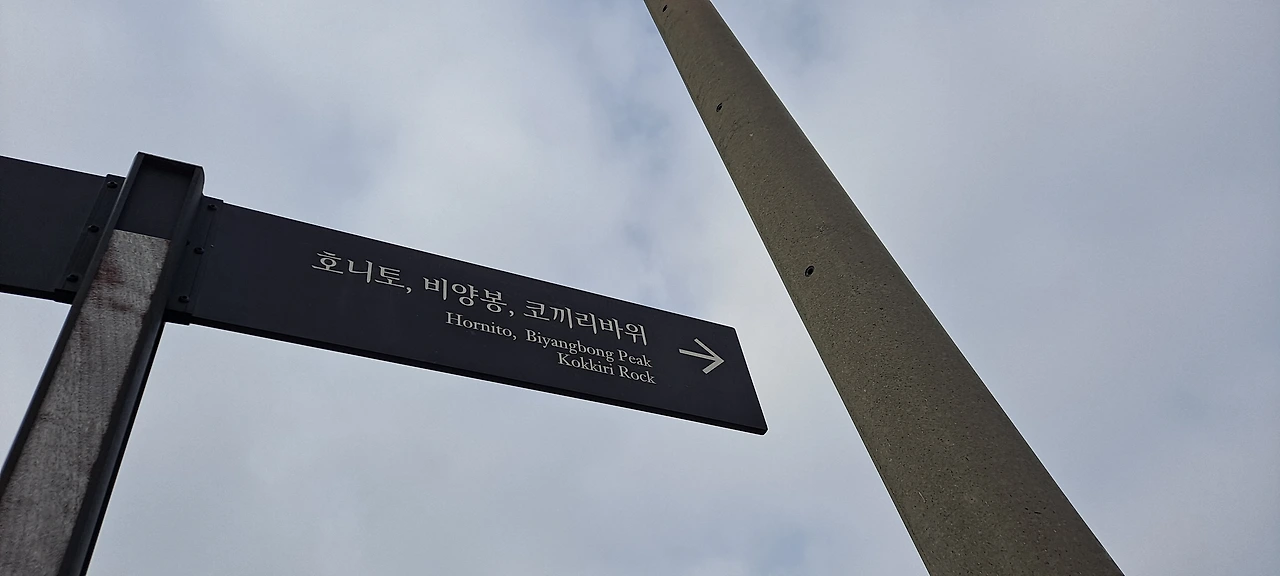 호니토, 비양봉, 코끼리바위
Hornito, Biyangbong Peak
Kokkiri Rock